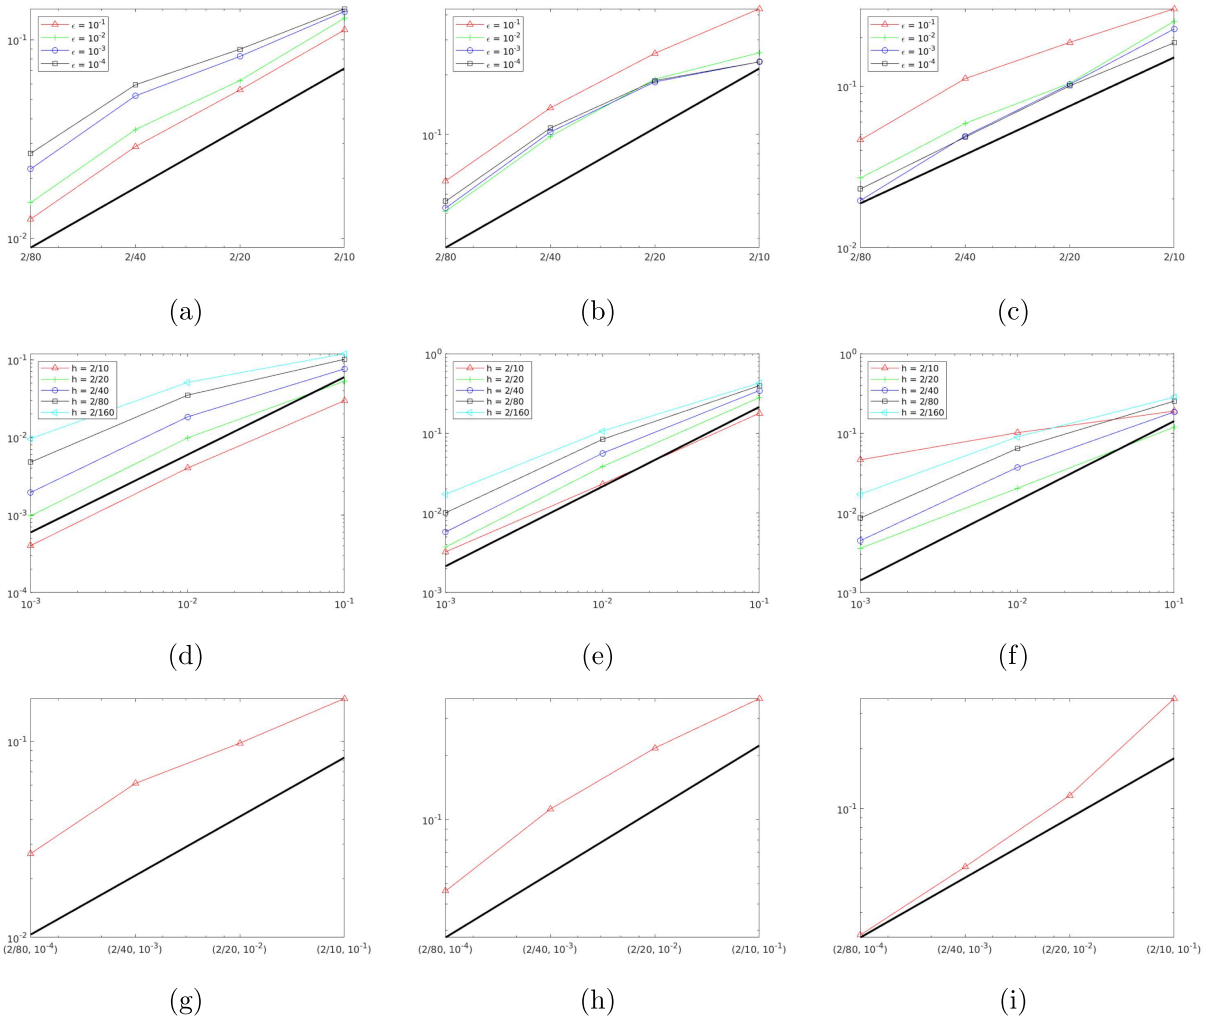 ϵ = 10⁻¹
ϵ = 10⁻²
ϵ = 10⁻³
ϵ = 10⁻⁴
10⁻¹
10⁻²
2/80 2/40 2/20 2/10
(a)
ϵ = 10⁻¹
ϵ = 10⁻²
ϵ = 10⁻³
ϵ = 10⁻⁴
10⁻¹
2/80 2/40 2/20 2/10
(b)
ϵ = 10⁻¹
ϵ = 10⁻²
ϵ = 10⁻³
ϵ = 10⁻⁴
10⁻¹
10⁻²
2/80 2/40 2/20 2/10
(c)
h = 2/10
h = 2/20
h = 2/40
h = 2/80
h = 2/160
10⁻¹
10⁻²
10⁻³
10⁻⁴
10⁻³ 10⁻² 10⁻¹
(d)
h = 2/10
h = 2/20
h = 2/40
h = 2/80
h = 2/160
10⁰
10⁻¹
10⁻²
10⁻³
10⁻³ 10⁻² 10⁻¹
(e)
h = 2/10
h = 2/20
h = 2/40
h = 2/80
h = 2/160
10⁰
10⁻¹
10⁻²
10⁻³
10⁻³ 10⁻² 10⁻¹
(f)
10⁻¹
10⁻²
(2/80, 10⁻⁴) (2/40, 10⁻³) (2/20, 10⁻²) (2/10, 10⁻¹)
(g)
10⁻¹
(2/80, 10⁻⁴) (2/40, 10⁻³) (2/20, 10⁻²) (2/10, 10⁻¹)
(h)
10⁻¹
(2/80, 10⁻⁴) (2/40, 10⁻³) (2/20, 10⁻²) (2/10, 10⁻¹)
(i)